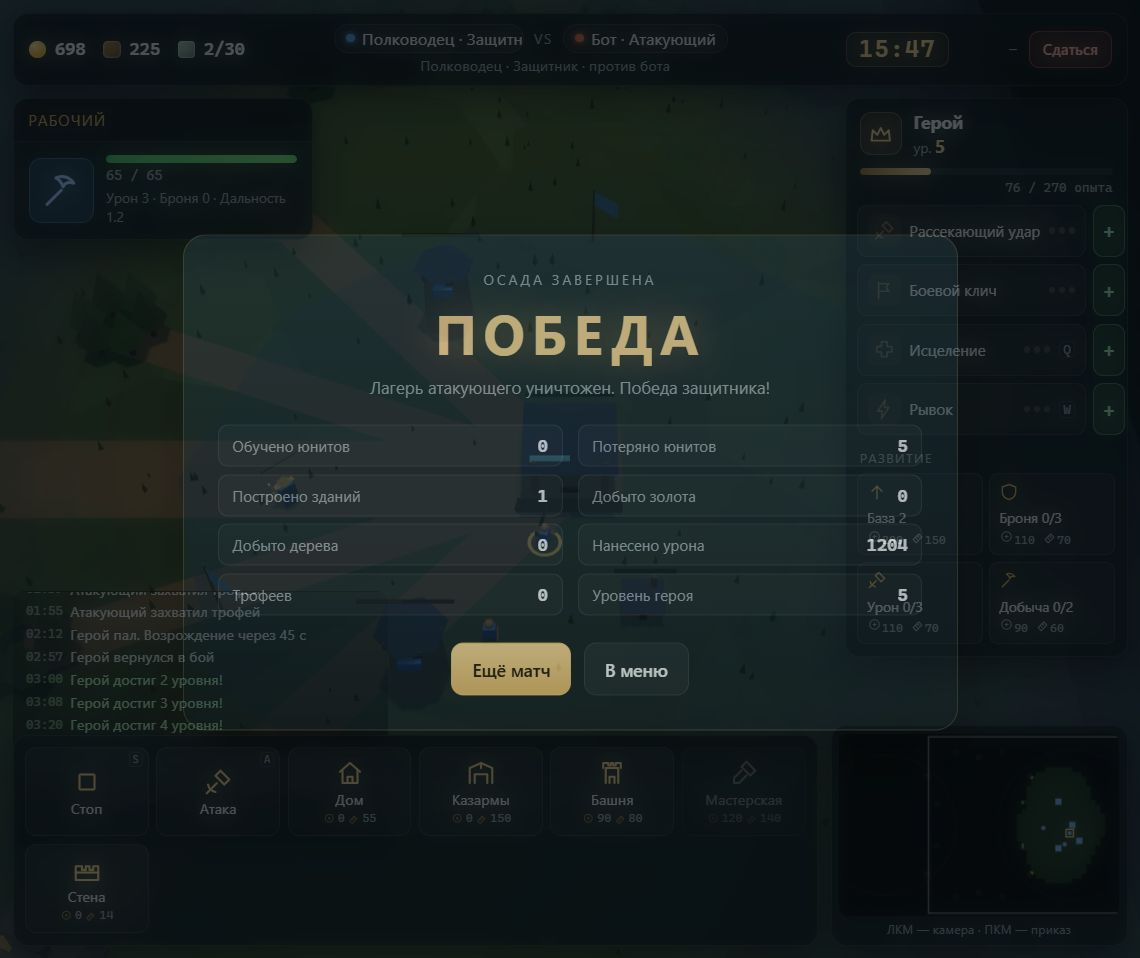 698 225 2/30
Полководец · Защитн VS Бот · Атакующий
Полководец · Защитник · против бота
15:47
–
Сдаться
РАБОЧИЙ
65 / 65
Урон 3 · Броня 0 · Дальность
1.2
Герой
ур. 5
76 / 270 опыта
Рассекающий удар +
Боевой клич +
Исцеление Q +
Рывок W +
РАЗВИТИЕ
База 2
150
Броня 0/3
110 70
Урон 0/3
110 70
Добыча 0/2
90 60
ОСАДА ЗАВЕРШЕНА
ПОБЕДА
Лагерь атакующего уничтожен. Победа защитника!
Обучено юнитов 0
Потеряно юнитов 5
Построено зданий 1
Добыто золота 0
Добыто дерева 0
Нанесено урона 1204
Трофеев 0
Уровень героя 5
Ещё матч
В меню
01:55 Атакующий захватил трофей
02:12 Герой пал. Возрождение через 45 с
02:57 Герой вернулся в бой
03:00 Герой достиг 2 уровня!
03:08 Герой достиг 3 уровня!
03:20 Герой достиг 4 уровня!
S
Стоп
A
Атака
Дом
0 55
Казармы
0 150
Башня
90 80
Мастерская
120 140
Стена
0 14
ЛКМ — камера · ПКМ — приказ